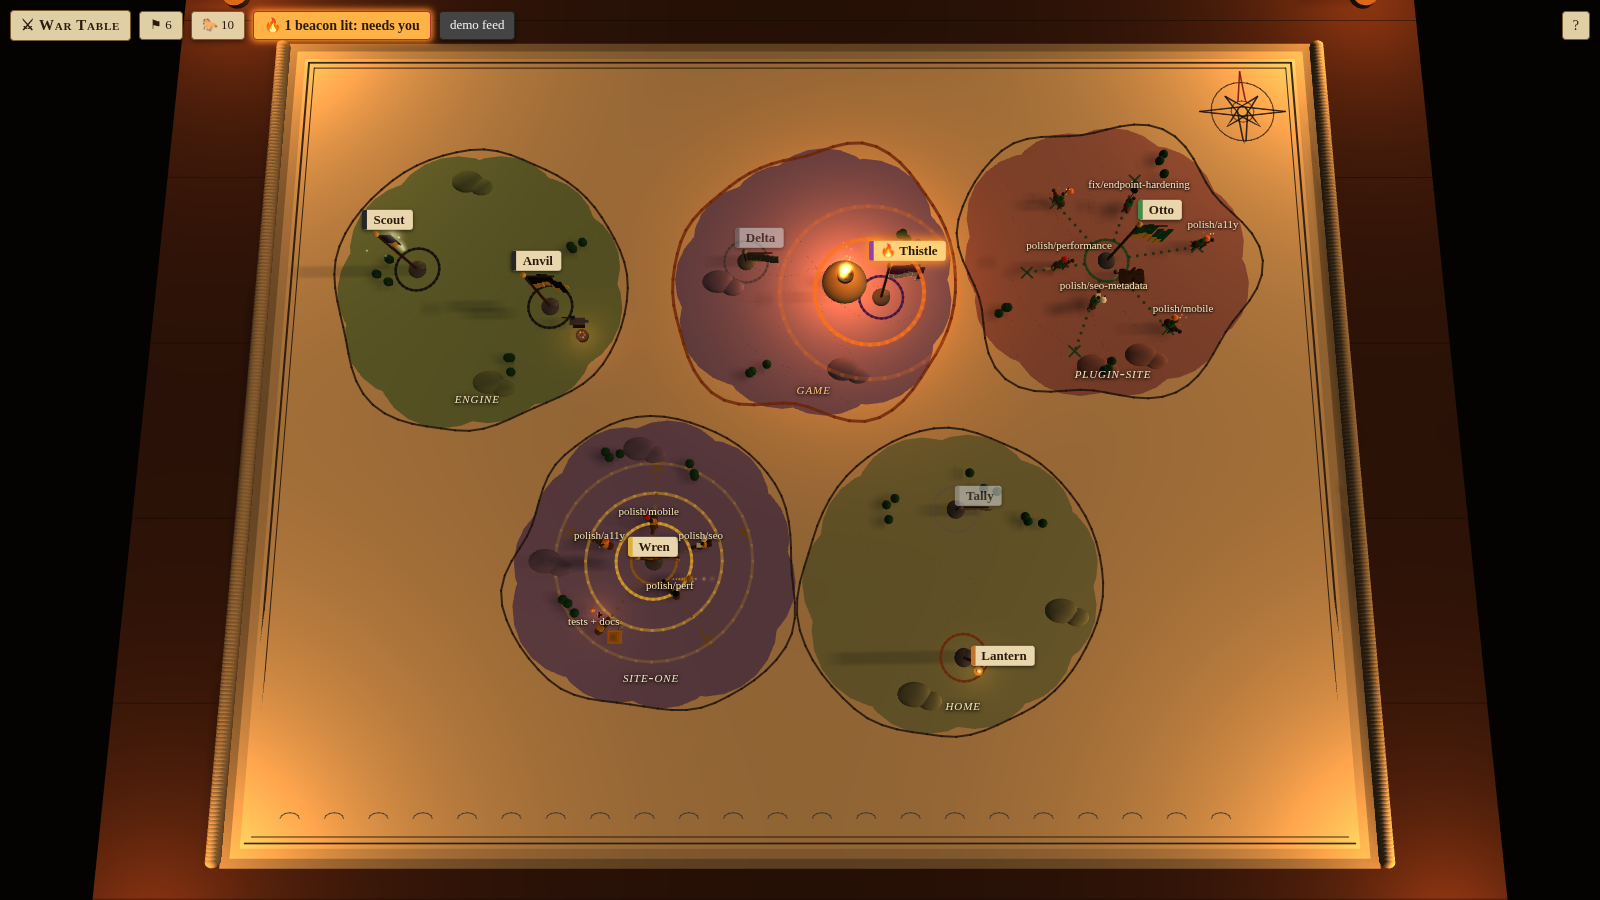 ⚔ War Table
⚑ 6
🐎 10
🔥 1 beacon lit: needs you
demo feed
?
Scout
Anvil
ENGINE
Delta
🔥 Thistle
GAME
fix/endpoint-hardening
Otto
polish/a11y
polish/performance
polish/seo-metadata
polish/mobile
PLUGIN-SITE
polish/mobile
polish/a11y
polish/seo
Wren
polish/perf
tests + docs
SITE-ONE
Tally
Lantern
HOME